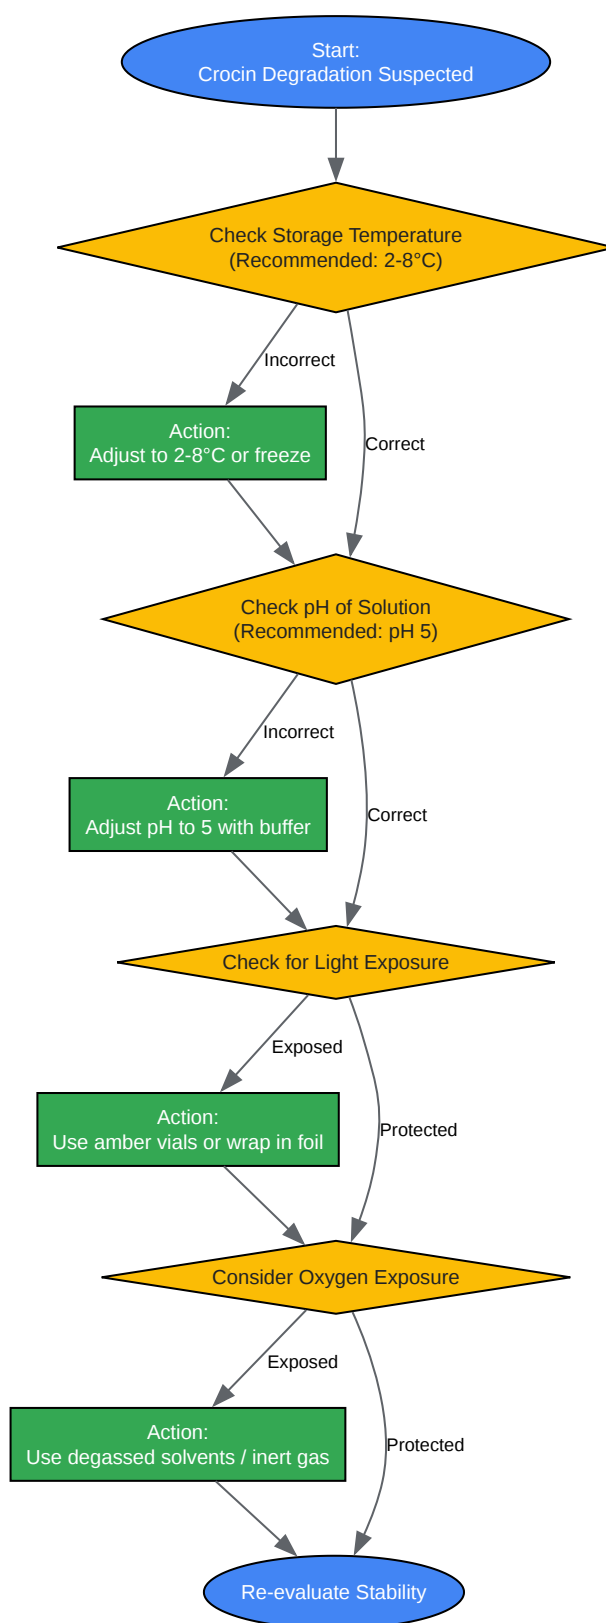 Start:
Crocin Degradation Suspected
Check Storage Temperature
(Recommended: 2-8°C)
Incorrect
Action:
Adjust to 2-8°C or freeze
Correct
Check pH of Solution
(Recommended: pH 5)
Incorrect
Action:
Adjust pH to 5 with buffer
Correct
Check for Light Exposure
Exposed
Action:
Use amber vials or wrap in foil
Protected
Consider Oxygen Exposure
Exposed
Action:
Use degassed solvents / inert gas
Protected
Re-evaluate Stability